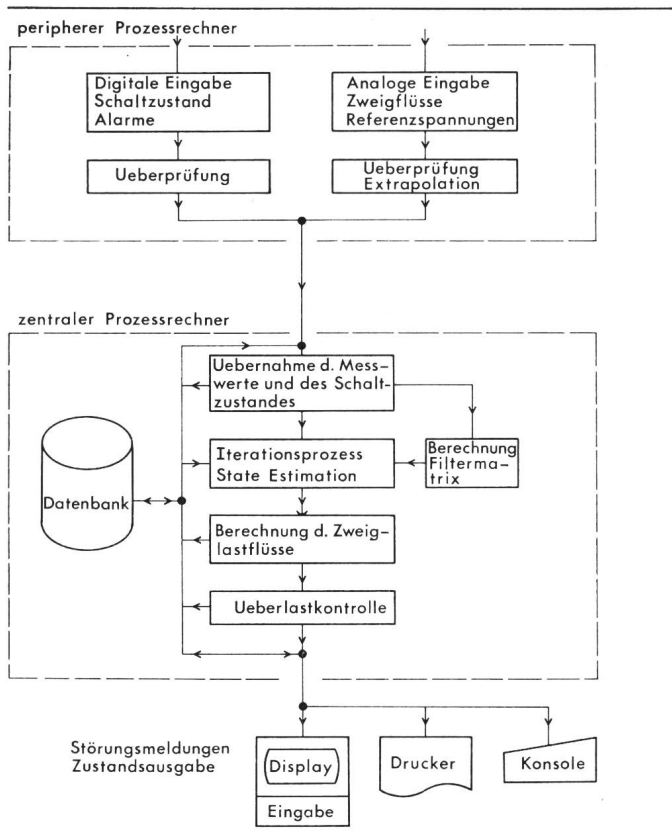 peripherer Prozessrechner
Digitale Eingabe
Schaltzustand
Alarme
Analoge Eingabe
Zweigflüsse
Referenzspannungen
Ueberprüfung
Ueberprüfung
Extrapolation
zentraler Prozessrechner
Uebernahme d. Mess-
werte und des Schalt-
zustandes
Iterationsprozess
State Estimation
Berechnung
Filterma-
trix
Datenbank
Berechnung d. Zweig-
lastflüsse
Ueberlastkontrolle
Störungsmeldungen
Zustandsausgabe
Display
Eingabe
Drucker
Konsole